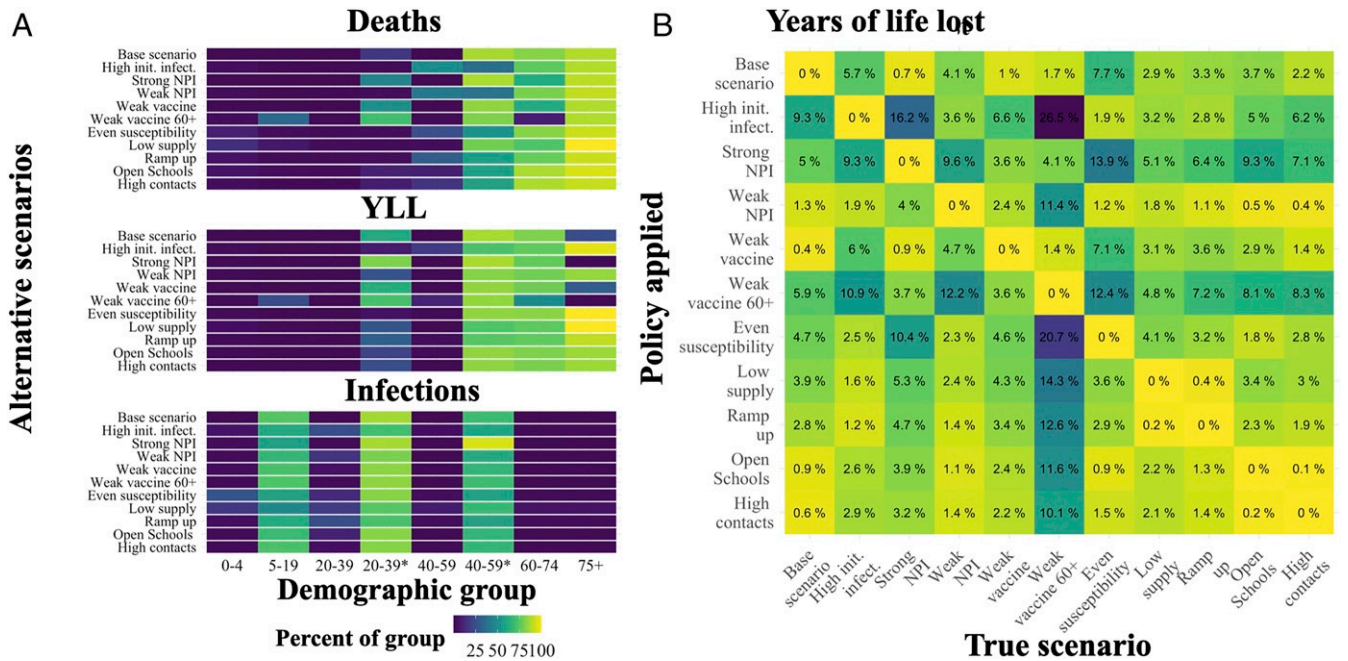 A
Deaths
Alternative scenarios
Base scenario
High init. infect.
Strong NPI
Weak NPI
Weak vaccine
Weak vaccine 60+
Even susceptibility
Low supply
Ramp up
Open Schools
High contacts
YLL
Base scenario
High init. infect.
Strong NPI
Weak NPI
Weak vaccine
Weak vaccine 60+
Even susceptibility
Low supply
Ramp up
Open Schools
High contacts
Infections
Base scenario
High init. infect.
Strong NPI
Weak NPI
Weak vaccine
Weak vaccine 60+
Even susceptibility
Low supply
Ramp up
Open Schools
High contacts
0-4 5-19 20-39 20-39* 40-59 40-59* 60-74 75+
Demographic group
Percent of group
25 50 75100
B
Years of life lost
Policy applied
Base
scenario
0 % 5.7 % 0.7 % 4.1 % 1 % 1.7 % 7.7 % 2.9 % 3.3 % 3.7 % 2.2 %
High init.
infect.
9.3 % 0 % 16.2 % 3.6 % 6.6 % 26.5 % 1.9 % 3.2 % 2.8 % 5 % 6.2 %
Strong
NPI
5 % 9.3 % 0 % 9.6 % 3.6 % 4.1 % 13.9 % 5.1 % 6.4 % 9.3 % 7.1 %
Weak
NPI
1.3 % 1.9 % 4 % 0 % 2.4 % 11.4 % 1.2 % 1.8 % 1.1 % 0.5 % 0.4 %
Weak
vaccine
0.4 % 6 % 0.9 % 4.7 % 0 % 1.4 % 7.1 % 3.1 % 3.6 % 2.9 % 1.4 %
Weak
vaccine 60+
5.9 % 10.9 % 3.7 % 12.2 % 3.6 % 0 % 12.4 % 4.8 % 7.2 % 8.1 % 8.3 %
Even
susceptibility
4.7 % 2.5 % 10.4 % 2.3 % 4.6 % 20.7 % 0 % 4.1 % 3.2 % 1.8 % 2.8 %
Low
supply
3.9 % 1.6 % 5.3 % 2.4 % 4.3 % 14.3 % 3.6 % 0 % 0.4 % 3.4 % 3 %
Ramp
up
2.8 % 1.2 % 4.7 % 1.4 % 3.4 % 12.6 % 2.9 % 0.2 % 0 % 2.3 % 1.9 %
Open
Schools
0.9 % 2.6 % 3.9 % 1.1 % 2.4 % 11.6 % 0.9 % 2.2 % 1.3 % 0 % 0.1 %
High
contacts
0.6 % 2.9 % 3.2 % 1.4 % 2.2 % 10.1 % 1.5 % 2.1 % 1.4 % 0.2 % 0 %
Base
scenario
High init.
infect.
Strong
NPI
Weak
NPI
Weak
vaccine
Weak
vaccine 60+
Even
susceptibility
Low
supply
Ramp
up
Open
Schools
High
contacts
True scenario